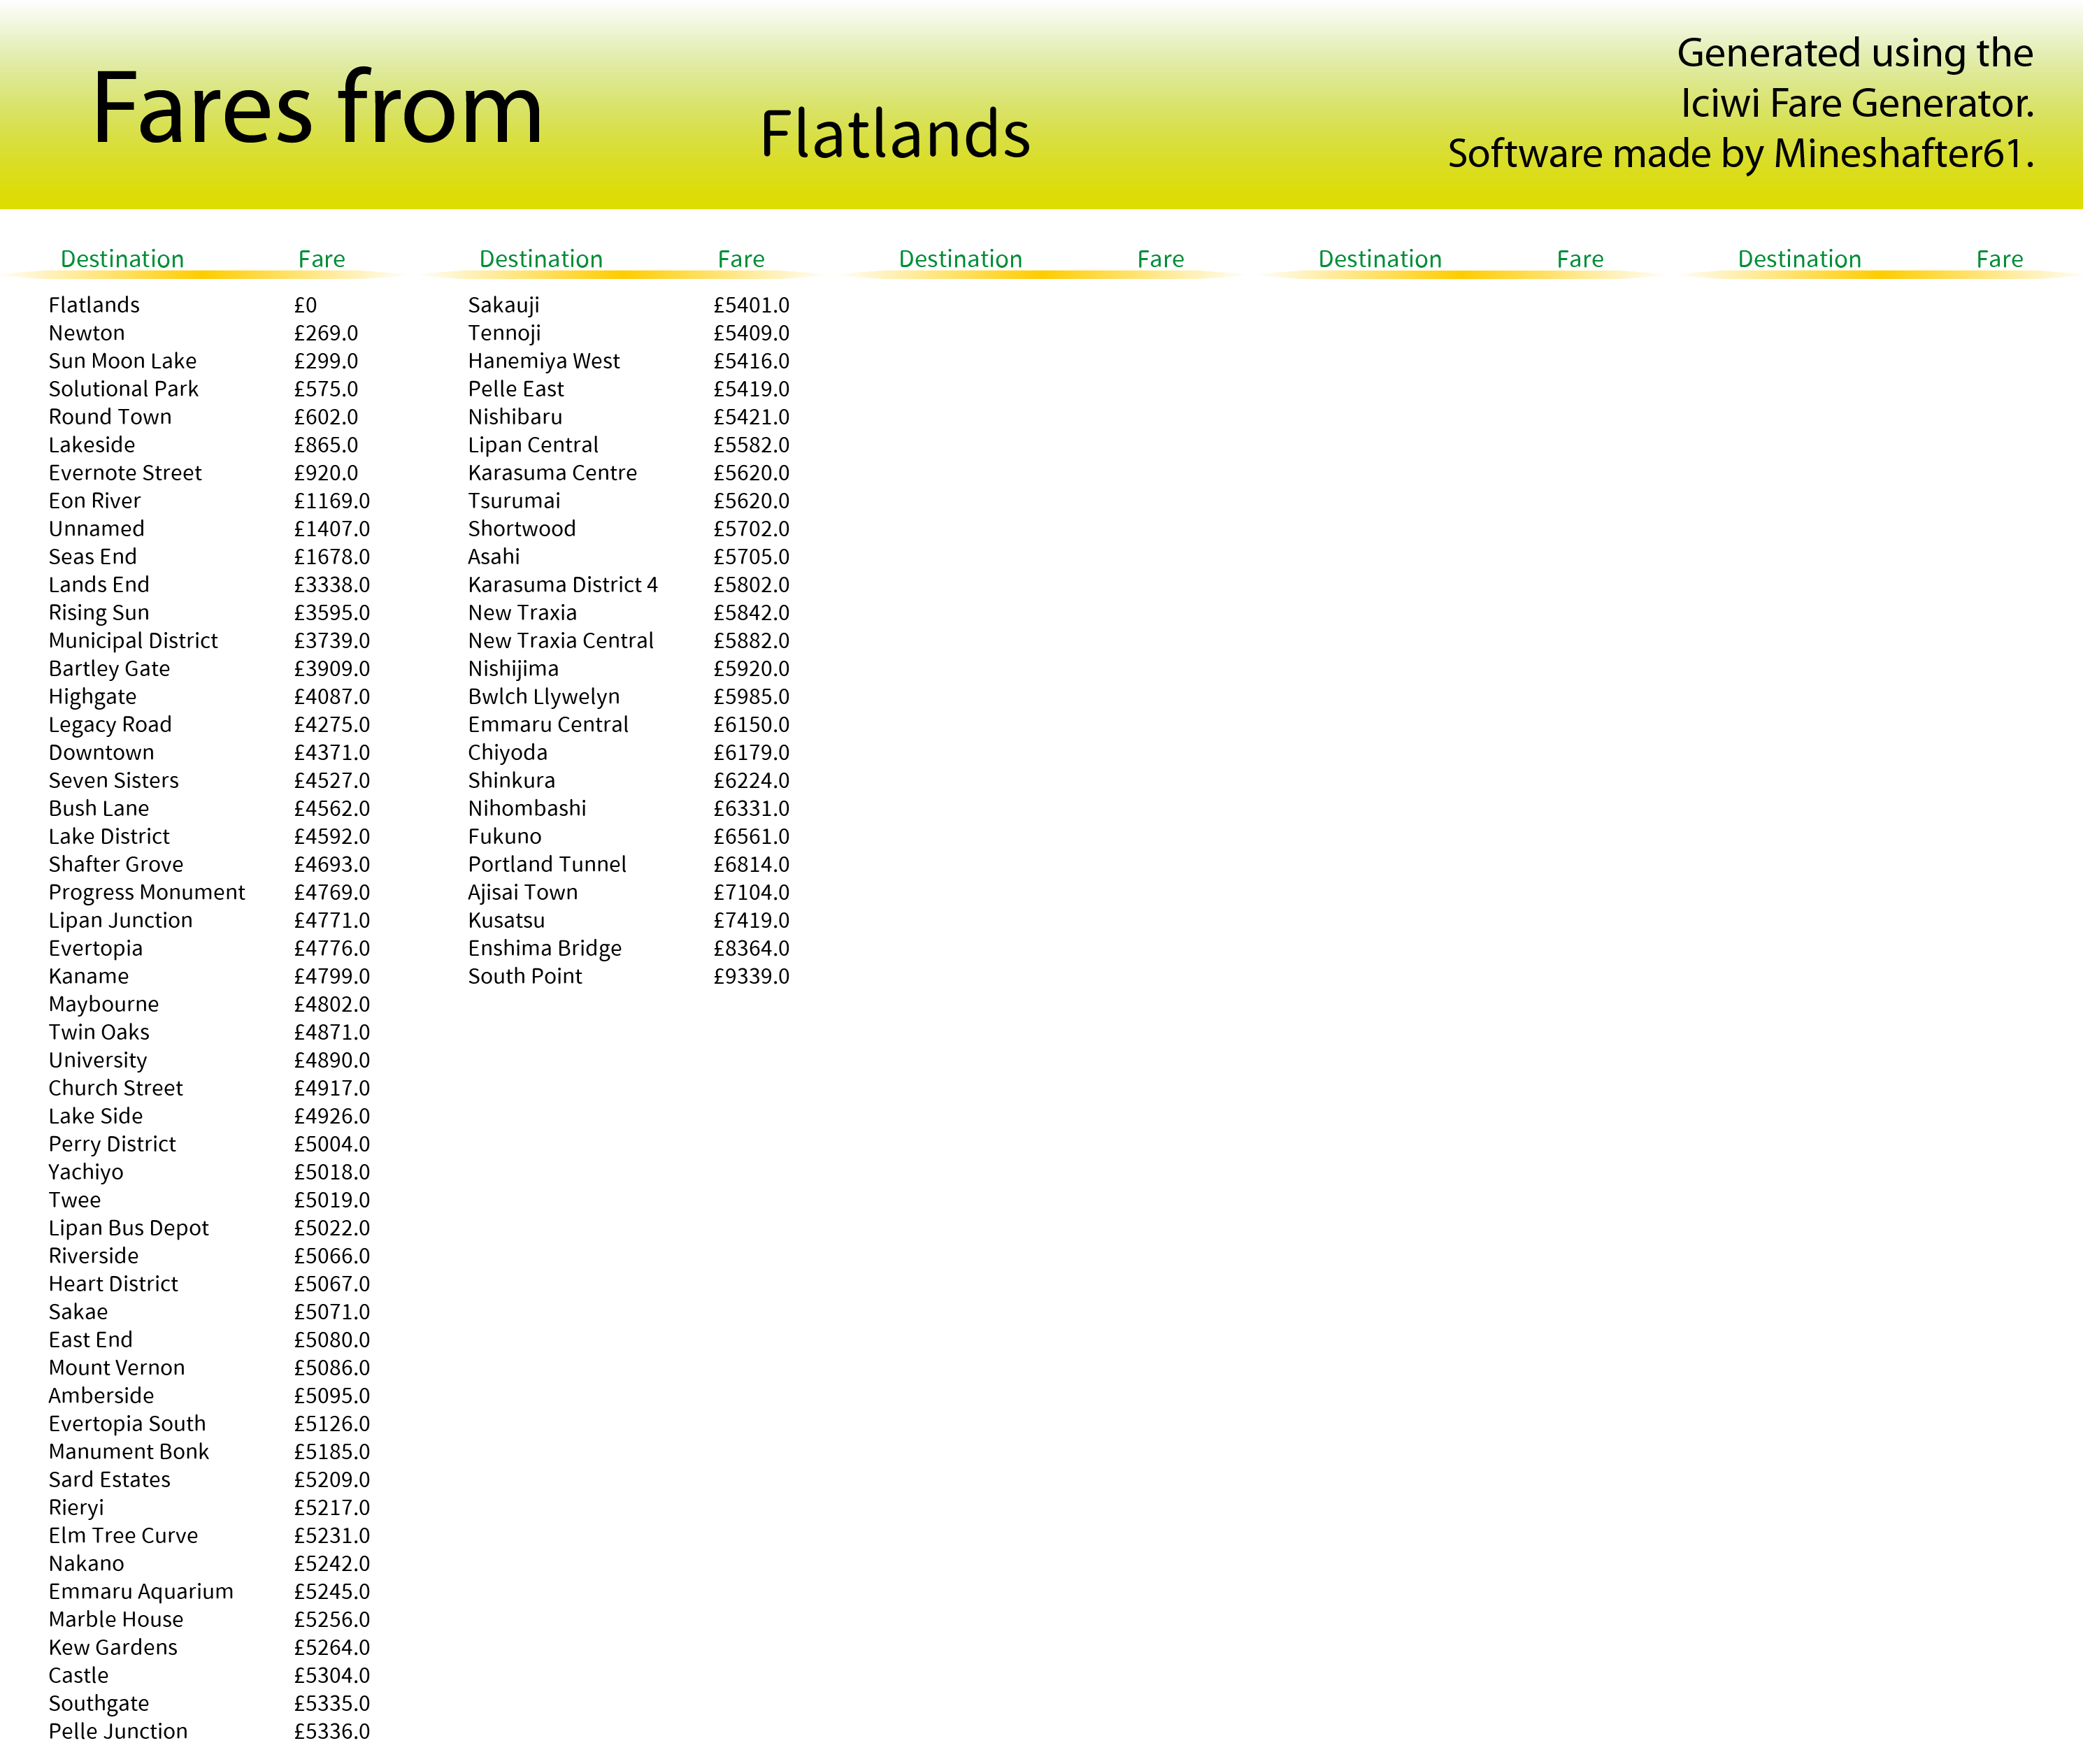 Fares from
Flatlands
Generated using the
Iciwi Fare Generator.
Software made by Mineshafter61.
Destination Fare Destination Fare Destination Fare Destination Fare Destination Fare
Flatlands £0
Newton £269.0
Sun Moon Lake £299.0
Solutional Park £575.0
Round Town £602.0
Lakeside £865.0
Evernote Street £920.0
Eon River £1169.0
Unnamed £1407.0
Seas End £1678.0
Lands End £3338.0
Rising Sun £3595.0
Municipal District £3739.0
Bartley Gate £3909.0
Highgate £4087.0
Legacy Road £4275.0
Downtown £4371.0
Seven Sisters £4527.0
Bush Lane £4562.0
Lake District £4592.0
Shafter Grove £4693.0
Progress Monument £4769.0
Lipan Junction £4771.0
Evertopia £4776.0
Kaname £4799.0
Maybourne £4802.0
Twin Oaks £4871.0
University £4890.0
Church Street £4917.0
Lake Side £4926.0
Perry District £5004.0
Yachiyo £5018.0
Twee £5019.0
Lipan Bus Depot £5022.0
Riverside £5066.0
Heart District £5067.0
Sakae £5071.0
East End £5080.0
Mount Vernon £5086.0
Amberside £5095.0
Evertopia South £5126.0
Manument Bonk £5185.0
Sard Estates £5209.0
Rieryi £5217.0
Elm Tree Curve £5231.0
Nakano £5242.0
Emmaru Aquarium £5245.0
Marble House £5256.0
Kew Gardens £5264.0
Castle £5304.0
Southgate £5335.0
Pelle Junction £5336.0
Sakauji £5401.0
Tennoji £5409.0
Hanemiya West £5416.0
Pelle East £5419.0
Nishibaru £5421.0
Lipan Central £5582.0
Karasuma Centre £5620.0
Tsurumai £5620.0
Shortwood £5702.0
Asahi £5705.0
Karasuma District 4 £5802.0
New Traxia £5842.0
New Traxia Central £5882.0
Nishijima £5920.0
Bwlch Llywelyn £5985.0
Emmaru Central £6150.0
Chiyoda £6179.0
Shinkura £6224.0
Nihombashi £6331.0
Fukuno £6561.0
Portland Tunnel £6814.0
Ajisai Town £7104.0
Kusatsu £7419.0
Enshima Bridge £8364.0
South Point £9339.0